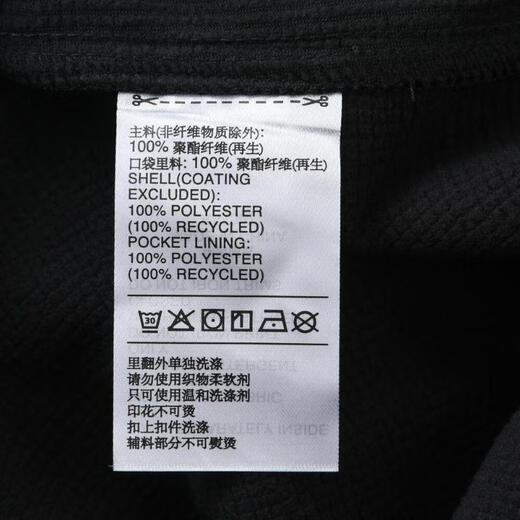 主料(非纤维物质除外):
100% 聚酯纤维(再生)
口袋里料: 100% 聚酯纤维(再生)
SHELL(COATING
EXCLUDED):
100% POLYESTER
(100% RECYCLED)
POCKET LINING:
100% POLYESTER
(100% RECYCLED)
30
里翻外单独洗涤
请勿使用织物柔软剂
只可使用温和洗涤剂
印花不可烫
扣上扣件洗涤
辅料部分不可熨烫